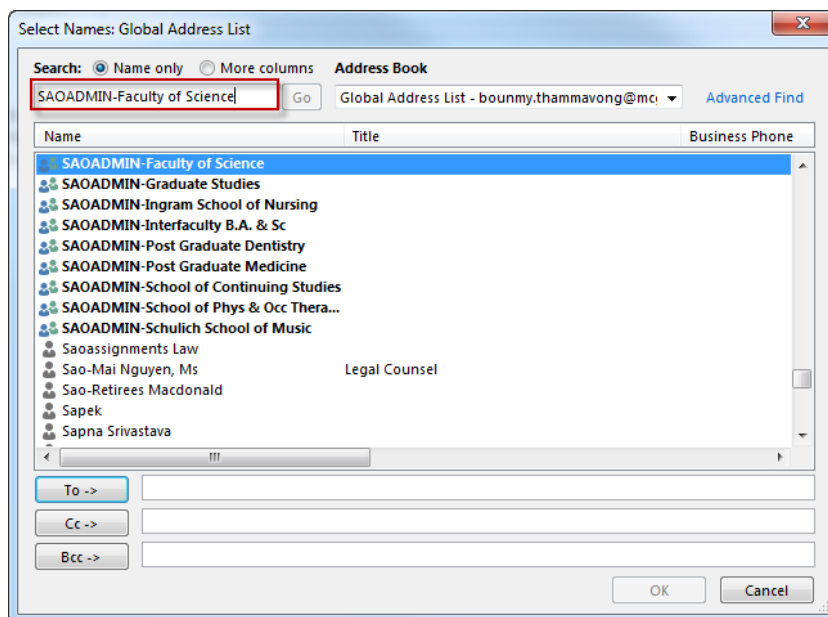 Select Names: Global Address List
Search: Name only More columns Address Book
SAOADMIN-Faculty of Science Go Global Address List - bounmy.thammavong@mc Advanced Find
Name Title Business Phone
SAOADMIN-Faculty of Science
SAOADMIN-Graduate Studies
SAOADMIN-Ingram School of Nursing
SAOADMIN-Interfaculty B.A. & Sc
SAOADMIN-Post Graduate Dentistry
SAOADMIN-Post Graduate Medicine
SAOADMIN-School of Continuing Studies
SAOADMIN-School of Phys & Occ Thera...
SAOADMIN-Schulich School of Music
Saoassignments Law
Sao-Mai Nguyen, Ms Legal Counsel
Sao-Retirees Macdonald
Sapek
Sapna Srivastava
To ->
Cc ->
Bcc ->
OK Cancel